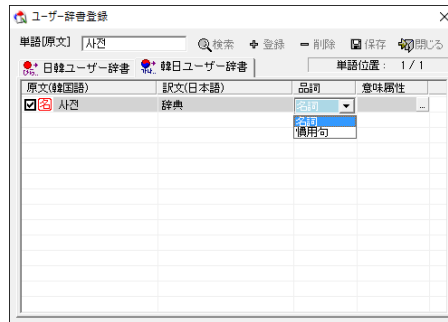 ユーザー辞書登録
単語[原文] 사전 検索 登録 削除 保存 閉じる
日韓ユーザー辞書 韓日ユーザー辞書 単語位置： 1 / 1
原文(韓国語) 訳文(日本語) 品詞 意味属性
名 사전 辞典 名詞 ...
名詞
慣用句